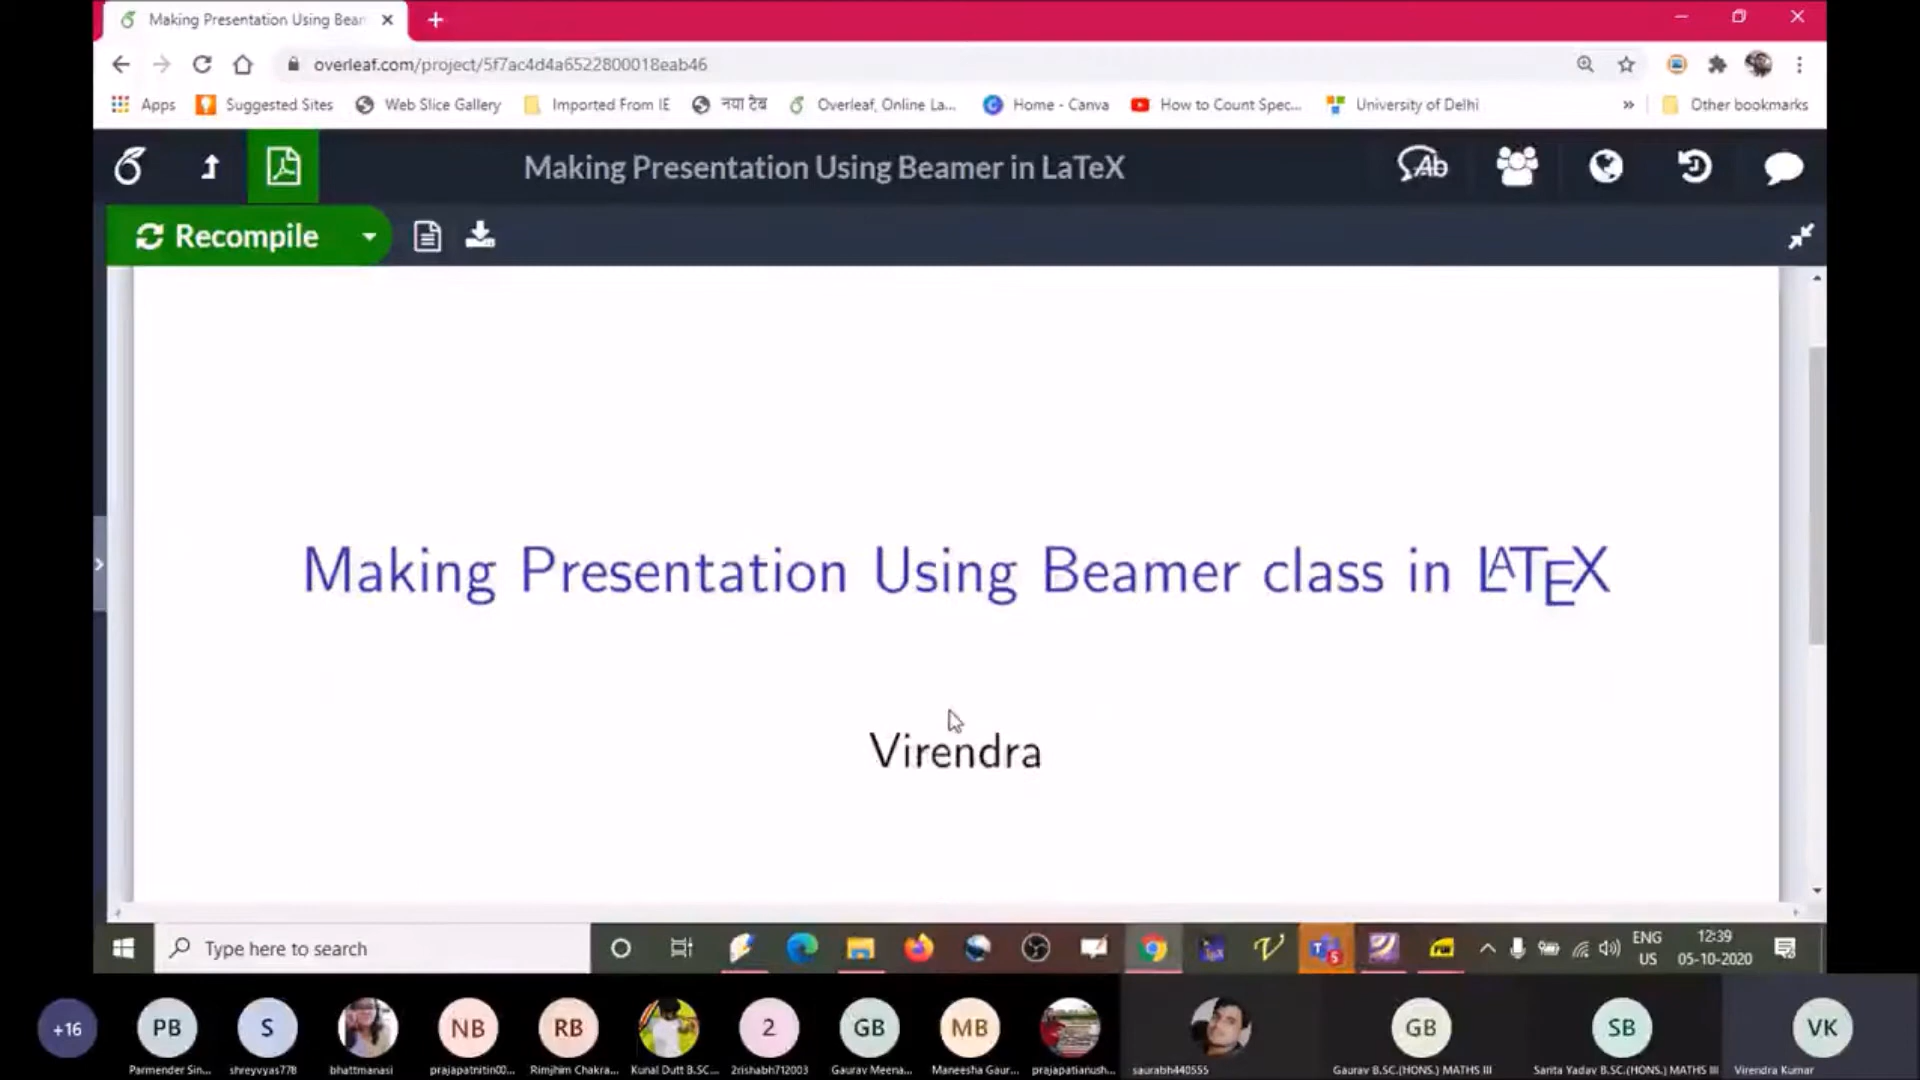 Making Presentation Using Bear
overleaf.com/project/5f7ac4d4a6522800018eab46
Apps Suggested Sites Web Slice Gallery Imported From IE नया टैब Overleaf, Online La... Home - Canva How to Count Spec... University of Delhi » Other bookmarks
Making Presentation Using Beamer in LaTeX
Ab
Recompile
Making Presentation Using Beamer class in LATEX
Virendra
Type here to search
5
ENG
US
12:39
05-10-2020
+16 PB S NB RB 2 GB MB GB SB VK
Parmender Sin... shreyvyas778 bhattmanasi prajapatnitin00... Rimjhim Chakra... Kunal Dutt B.SC... 2rishabh712003 Gaurav Meena... Maneesha Gaur... prajapatianush... saurabh440555 Gaurav B.SC.(HONS.) MATHS III Sarita Yadav B.SC.(HONS.) MATHS III Virendra Kumar